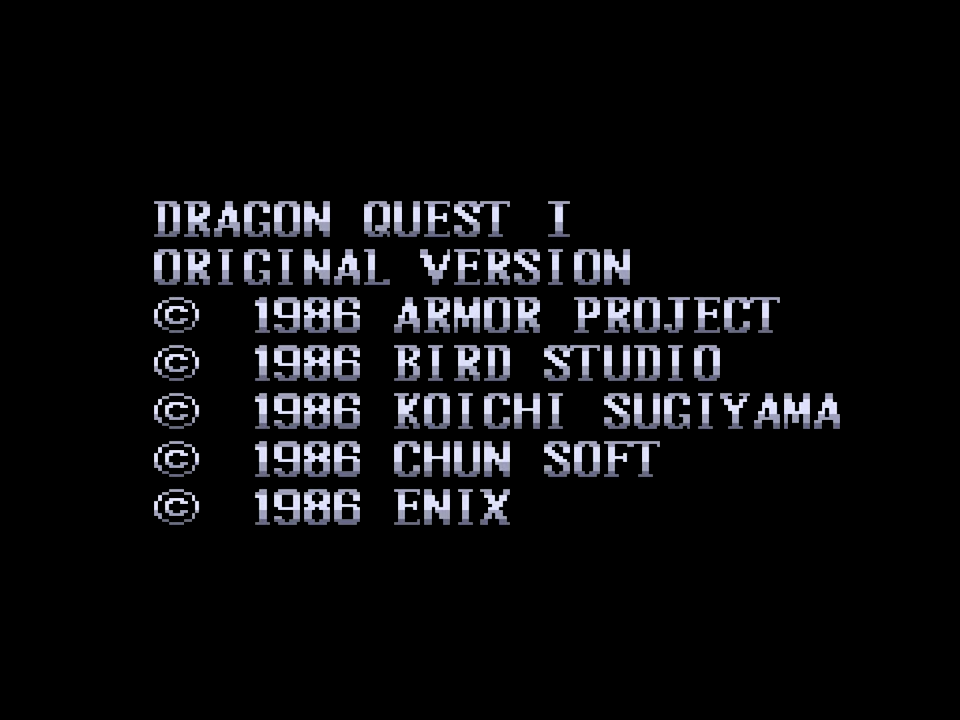 DRAGON QUEST I
ORIGINAL VERSION
© 1986 ARMOR PROJECT
© 1986 BIRD STUDIO
© 1986 KOICHI SUGIYAMA
© 1986 CHUN SOFT
© 1986 ENIX